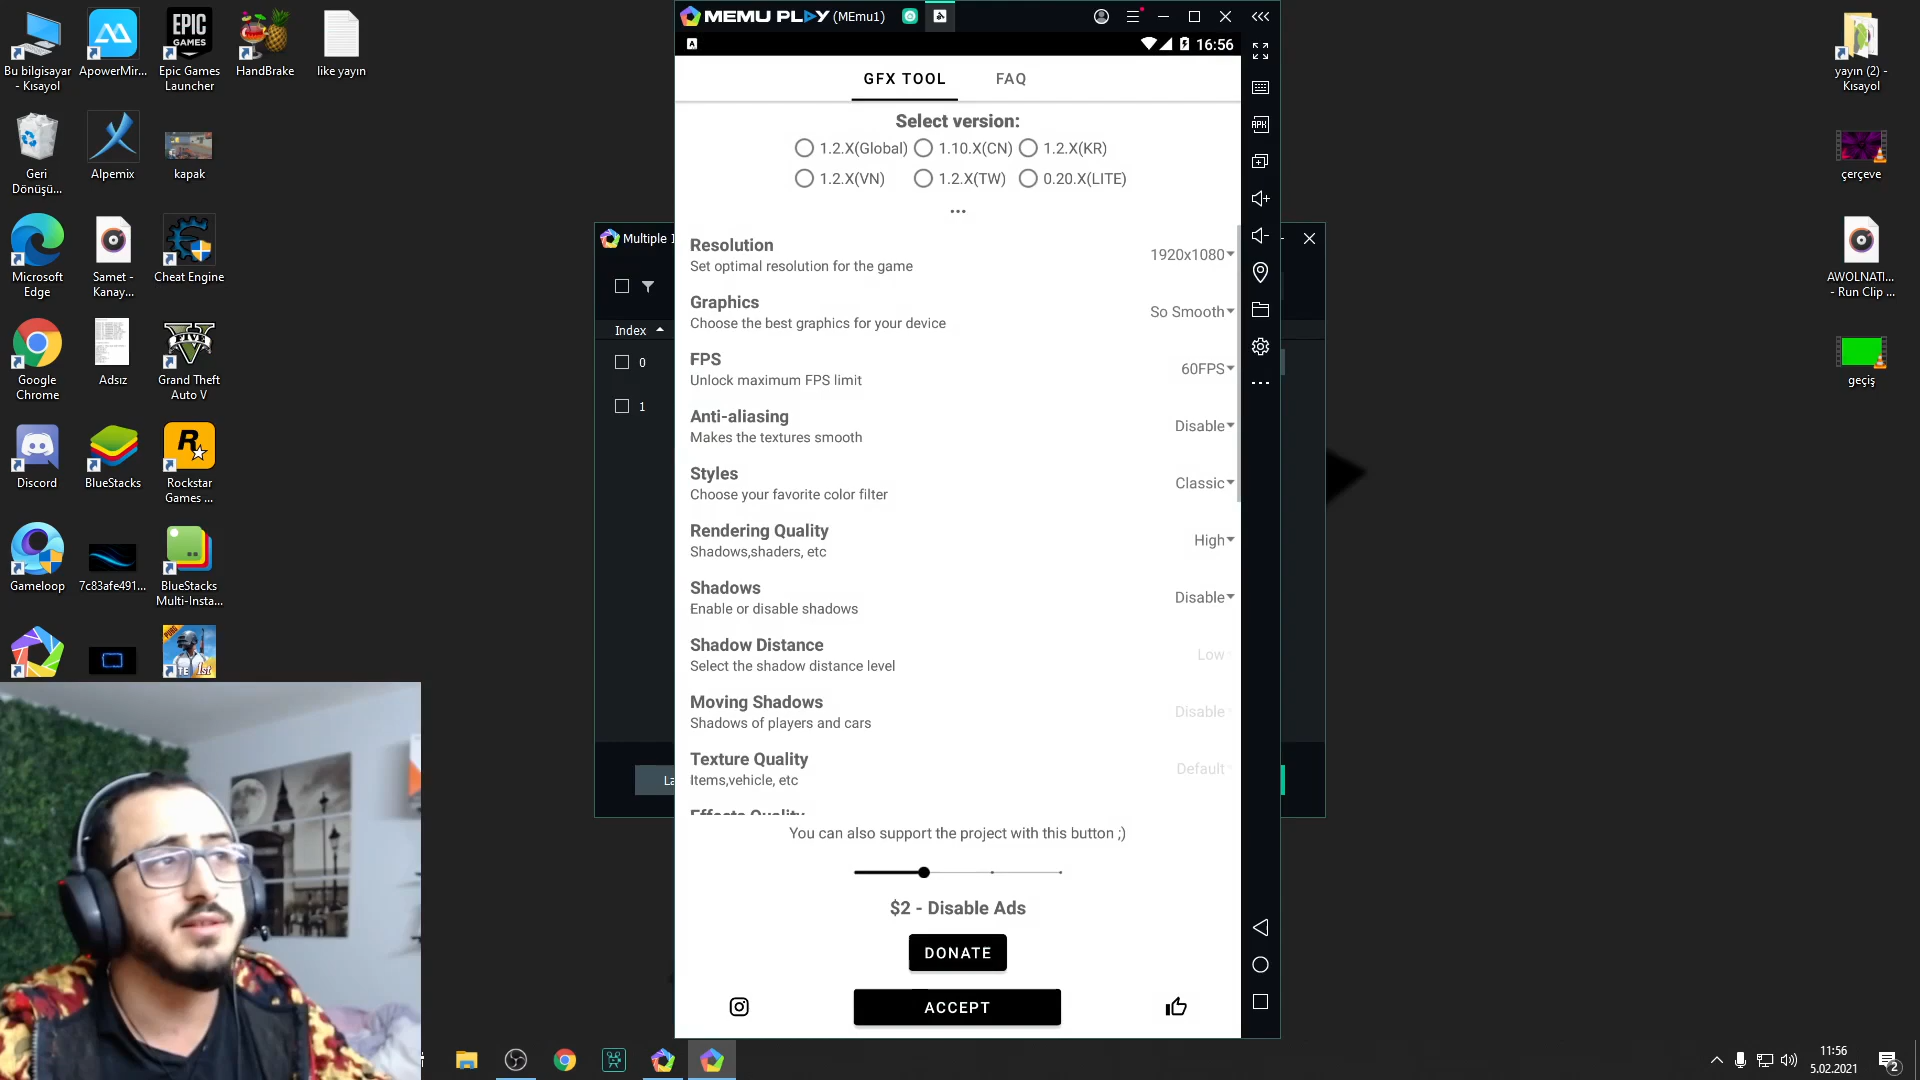 Bu bilgisayar - Kısayol
ApowerMir...
EPIC GAMES
Epic Games Launcher
HandBrake
like yayın
Geri Dönüşü...
Alpemix
kapak
Microsoft Edge
Samet - Kanay...
Cheat Engine
Google Chrome
Adsız
FIVE
Grand Theft Auto V
Discord
BlueStacks
Rockstar Games ...
Gameloop
7c83afe491...
BlueStacks Multi-Insta...
Multiple I
Index
0
1
La
MEMU PLAY (MEmu1)
16:56
GFX TOOL
FAQ
Select version:
1.2.X(Global)
1.10.X(CN)
1.2.X(KR)
1.2.X(VN)
1.2.X(TW)
0.20.X(LITE)
...
Resolution
1920x1080
Set optimal resolution for the game
Graphics
So Smooth
Choose the best graphics for your device
FPS
60FPS
Unlock maximum FPS limit
Anti-aliasing
Disable
Makes the textures smooth
Styles
Classic
Choose your favorite color filter
Rendering Quality
High
Shadows,shaders, etc
Shadows
Disable
Enable or disable shadows
Shadow Distance
Low
Select the shadow distance level
Moving Shadows
Disable
Shadows of players and cars
Texture Quality
Default
Items,vehicle, etc
Effects Quality
You can also support the project with this button ;)
$2 - Disable Ads
DONATE
ACCEPT
APK
yayın (2) - Kısayol
çerçeve
AWOLNATI... - Run Clip ...
geçiş
11:56
5.02.2021
2